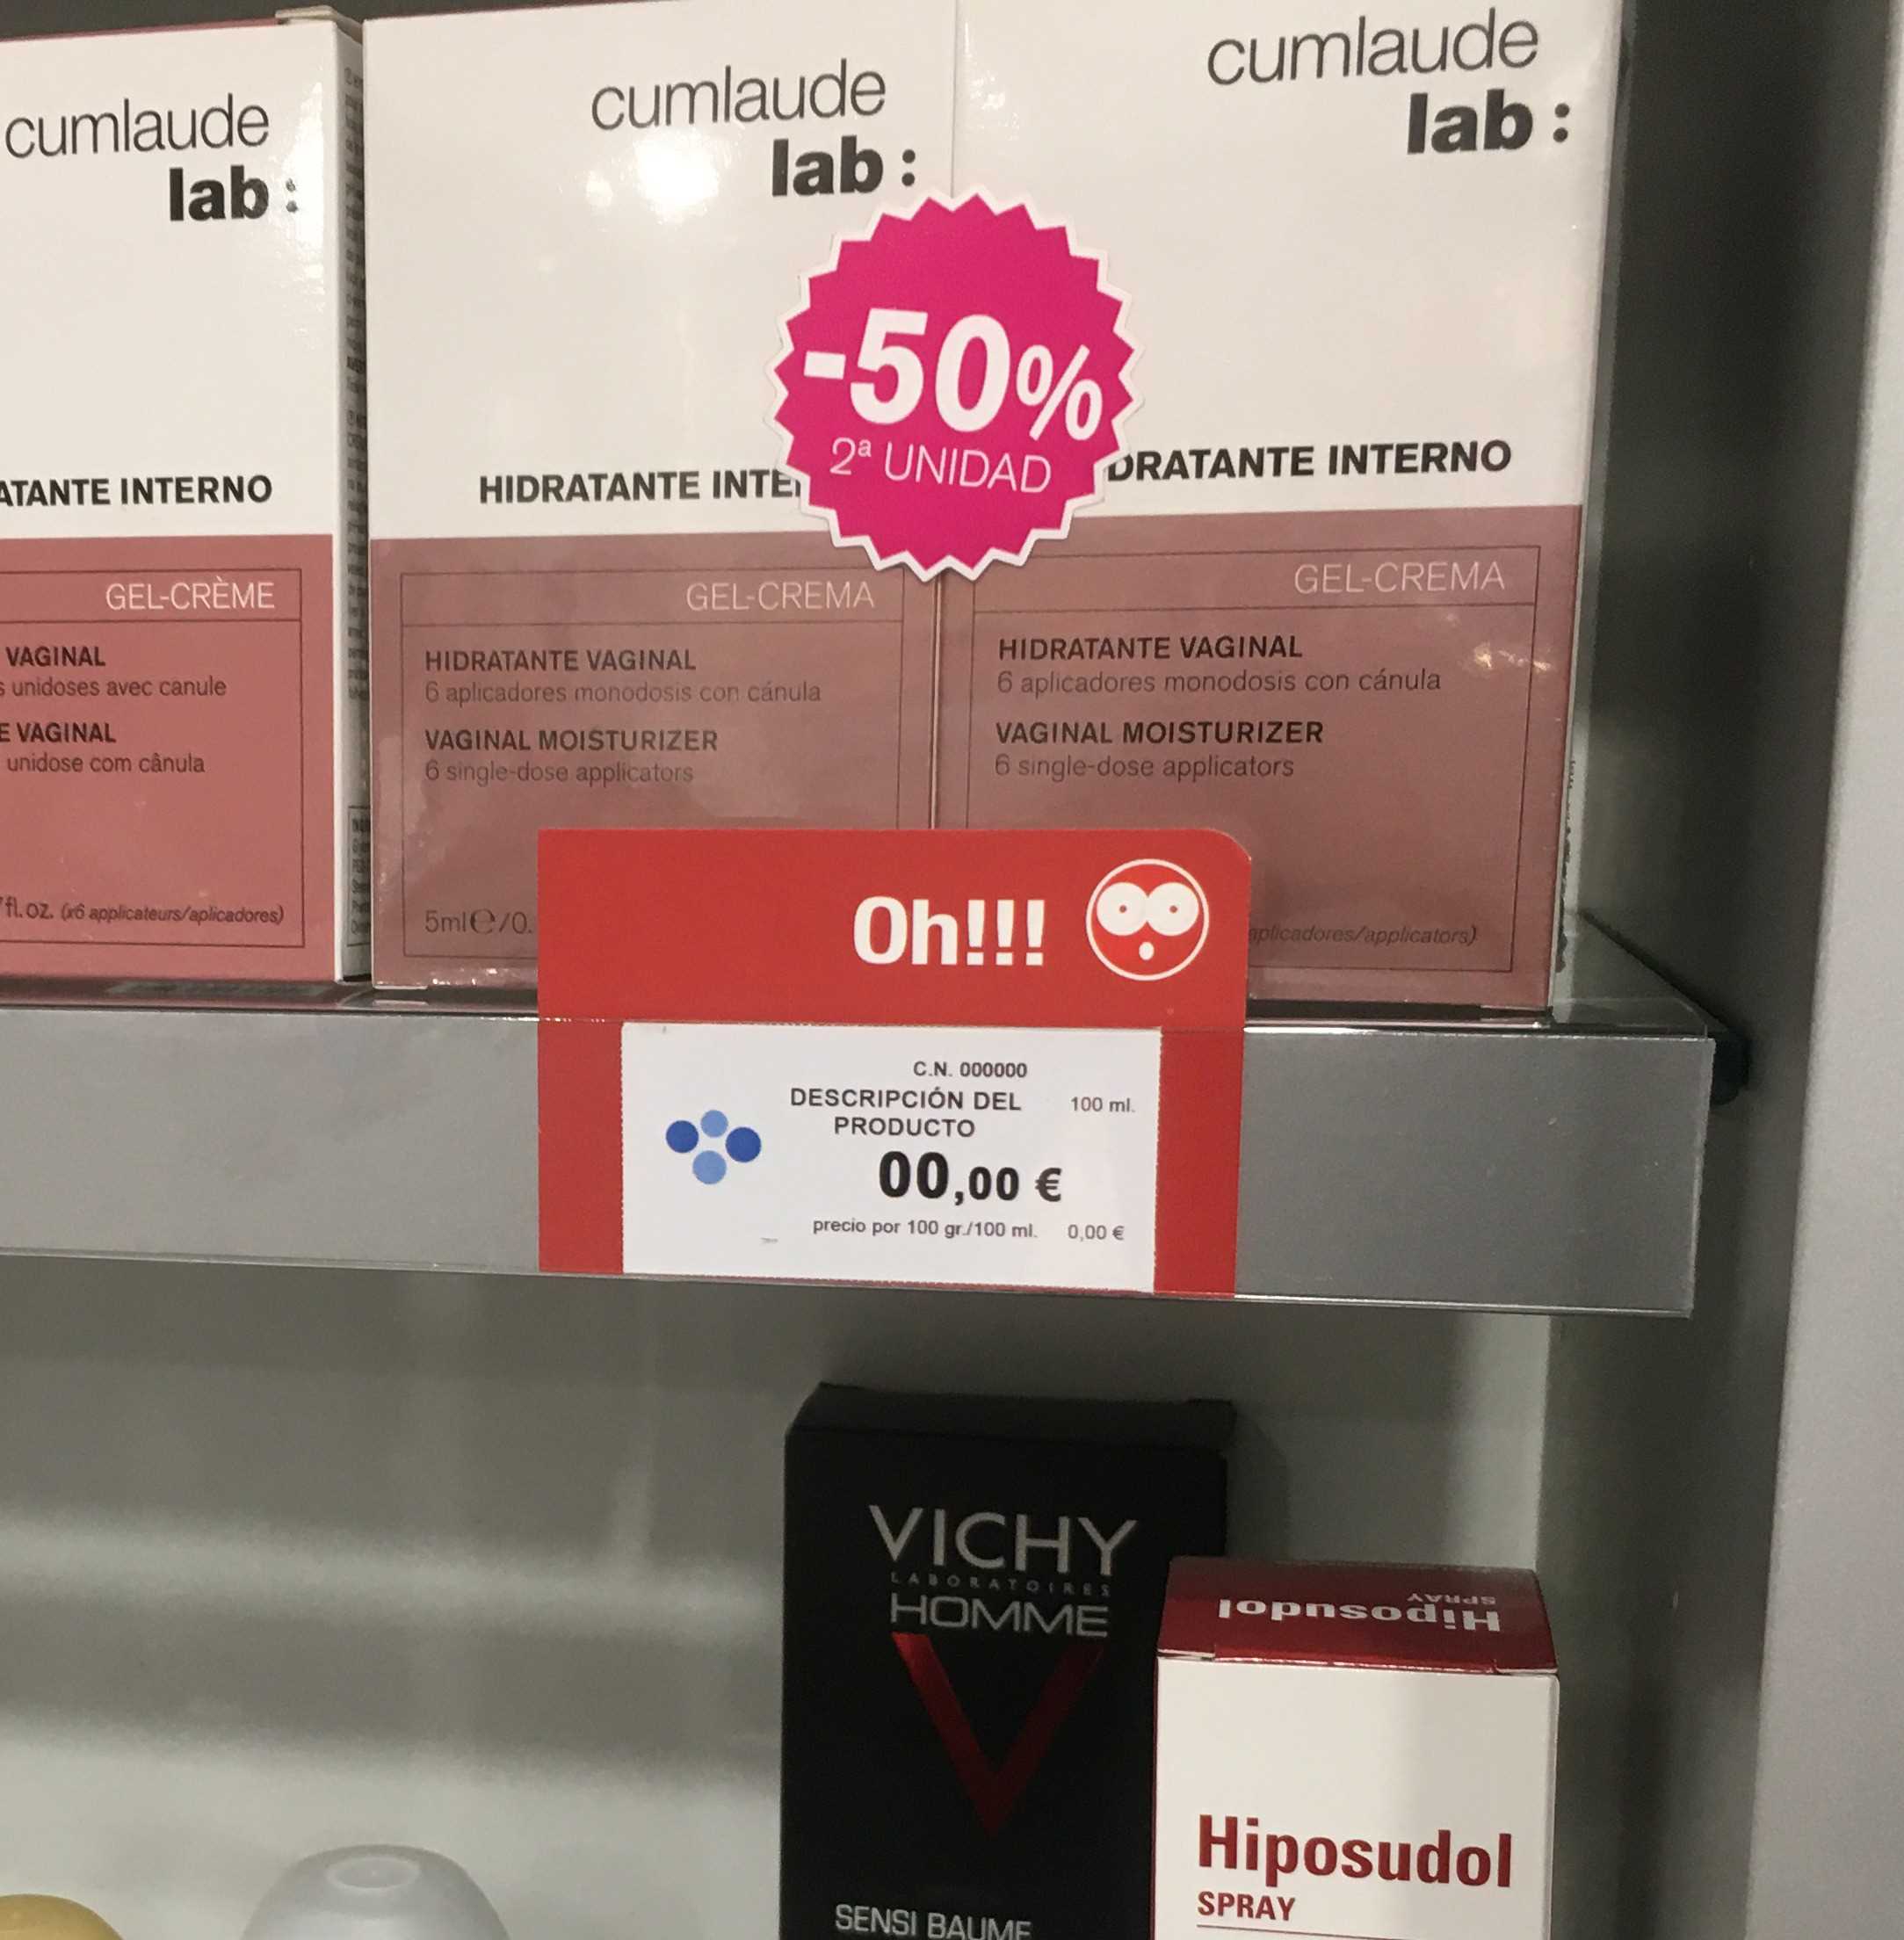 cumlaude
lab:
ATANTE INTERNO
GEL-CRÈME
VAGINAL
s unidoses avec canule
E VAGINAL
unidose com cânula
fl.oz. (x6 applicateurs/aplicadores)
cumlaude
lab:
HIDRATANTE INTE
GEL-CREMA
HIDRATANTE VAGINAL
6 aplicadores monodosis con cánula
VAGINAL MOISTURIZER
6 single-dose applicators
5ml℮/0.
cumlaude
lab:
DRATANTE INTERNO
GEL-CREMA
HIDRATANTE VAGINAL
6 aplicadores monodosis con cánula
VAGINAL MOISTURIZER
6 single-dose applicators
aplicadores/applicators)
-50%
2ª UNIDAD
Oh!!!
C.N. 000000
DESCRIPCIÓN DEL 100 ml.
PRODUCTO
00,00 €
precio por 100 gr./100 ml. 0,00 €
VICHY
LABORATOIRES
HOMME
SENSI BAUME
Hiposudol
SPRAY
Hiposudol
SPRAY